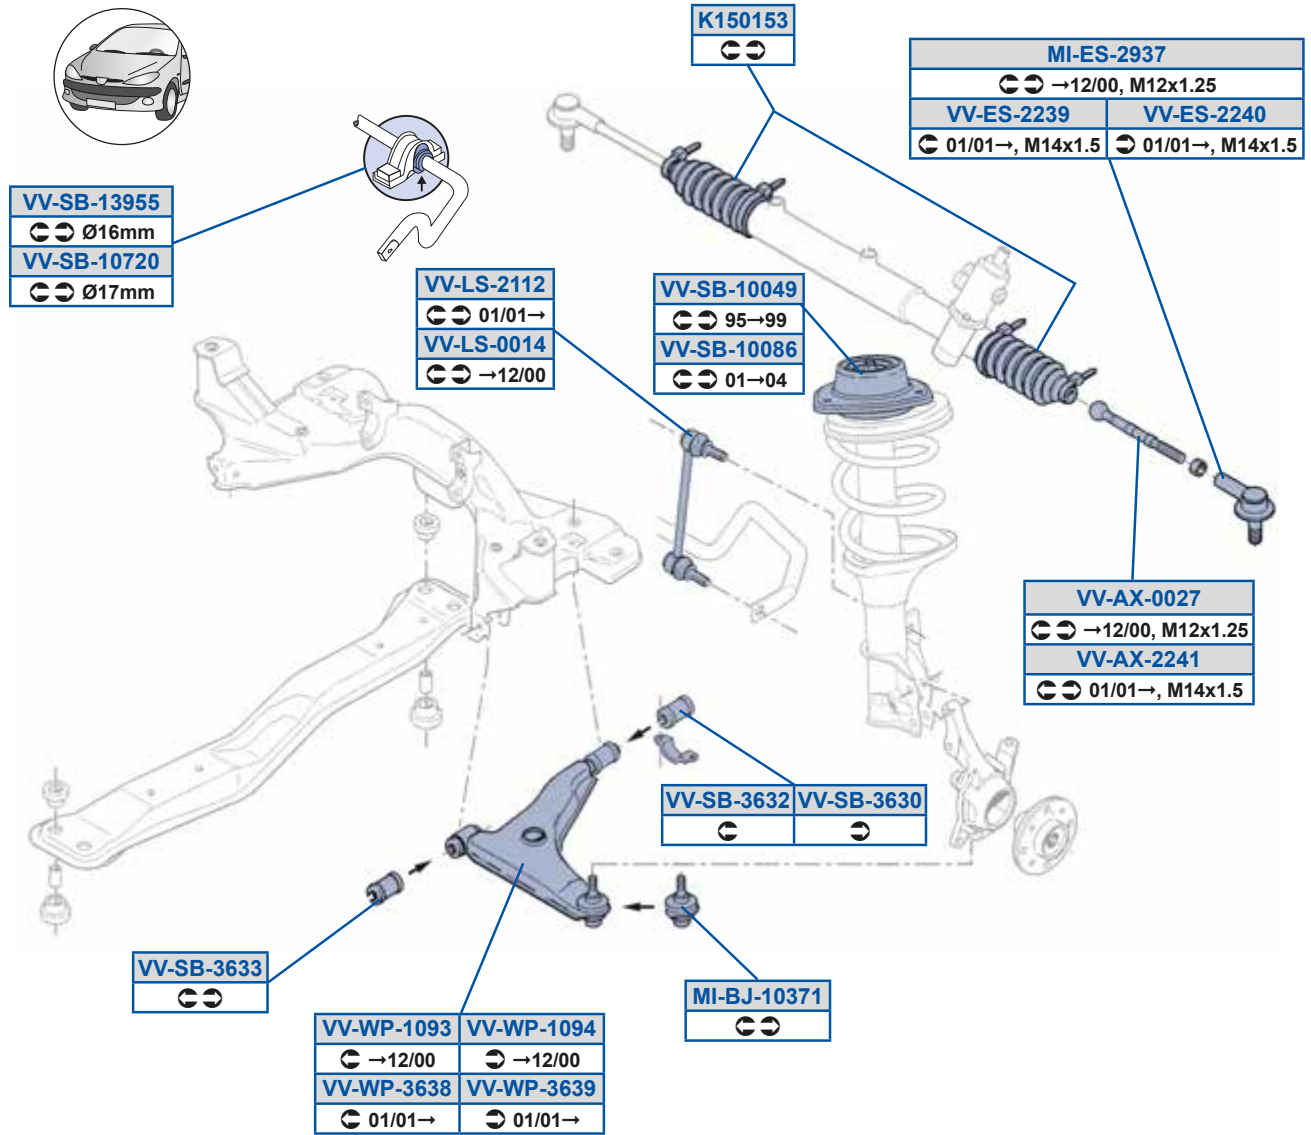 K150153
MI-ES-2937
→12/00, M12x1.25
VV-ES-2239 VV-ES-2240
01/01→, M14x1.5 01/01→, M14x1.5
VV-SB-13955
Ø16mm
VV-SB-10720
Ø17mm
VV-LS-2112
01/01→
VV-LS-0014
→12/00
VV-SB-10049
95→99
VV-SB-10086
01→04
VV-AX-0027
→12/00, M12x1.25
VV-AX-2241
01/01→, M14x1.5
VV-SB-3632 VV-SB-3630
VV-SB-3633
MI-BJ-10371
VV-WP-1093 VV-WP-1094
→12/00 →12/00
VV-WP-3638 VV-WP-3639
01/01→ 01/01→